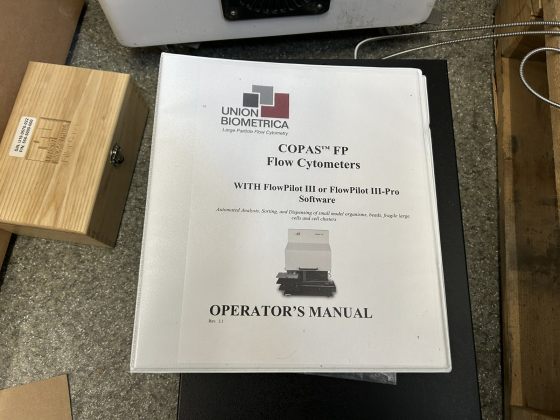 UNION
BIOMETRICA
Large Particle Flow Cytometry
COPAS™ FP
Flow Cytometers
WITH FlowPilot III or FlowPilot III-Pro
Software
Automated Analysis, Sorting, and Dispensing of small model organisms, beads, fragile large
cells and cell clusters
OPERATOR'S MANUAL